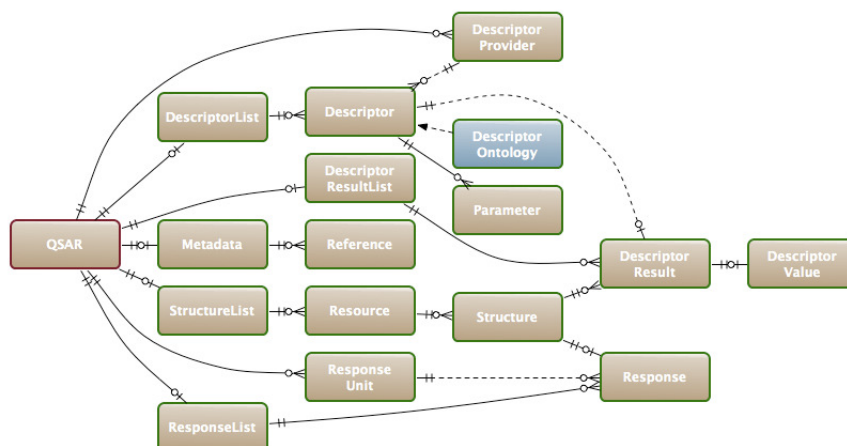 Descriptor
Provider
DescriptorList
Descriptor
Descriptor
Ontology
Descriptor
ResultList
Parameter
QSAR
Metadata
Reference
Descriptor
Result
Descriptor
Value
StructureList
Resource
Structure
Response
Unit
Response
ResponseList